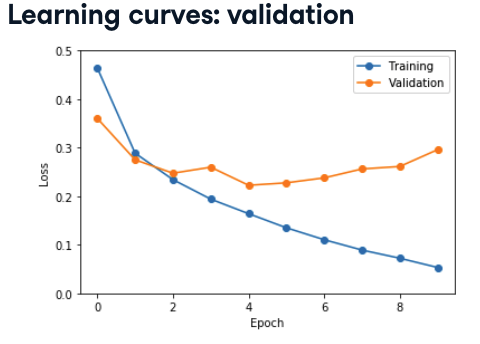 Learning curves: validation
0.5
Training
Validation
0.4
0.3
Loss
0.2
0.1
0.0
0 2 4 6 8
Epoch